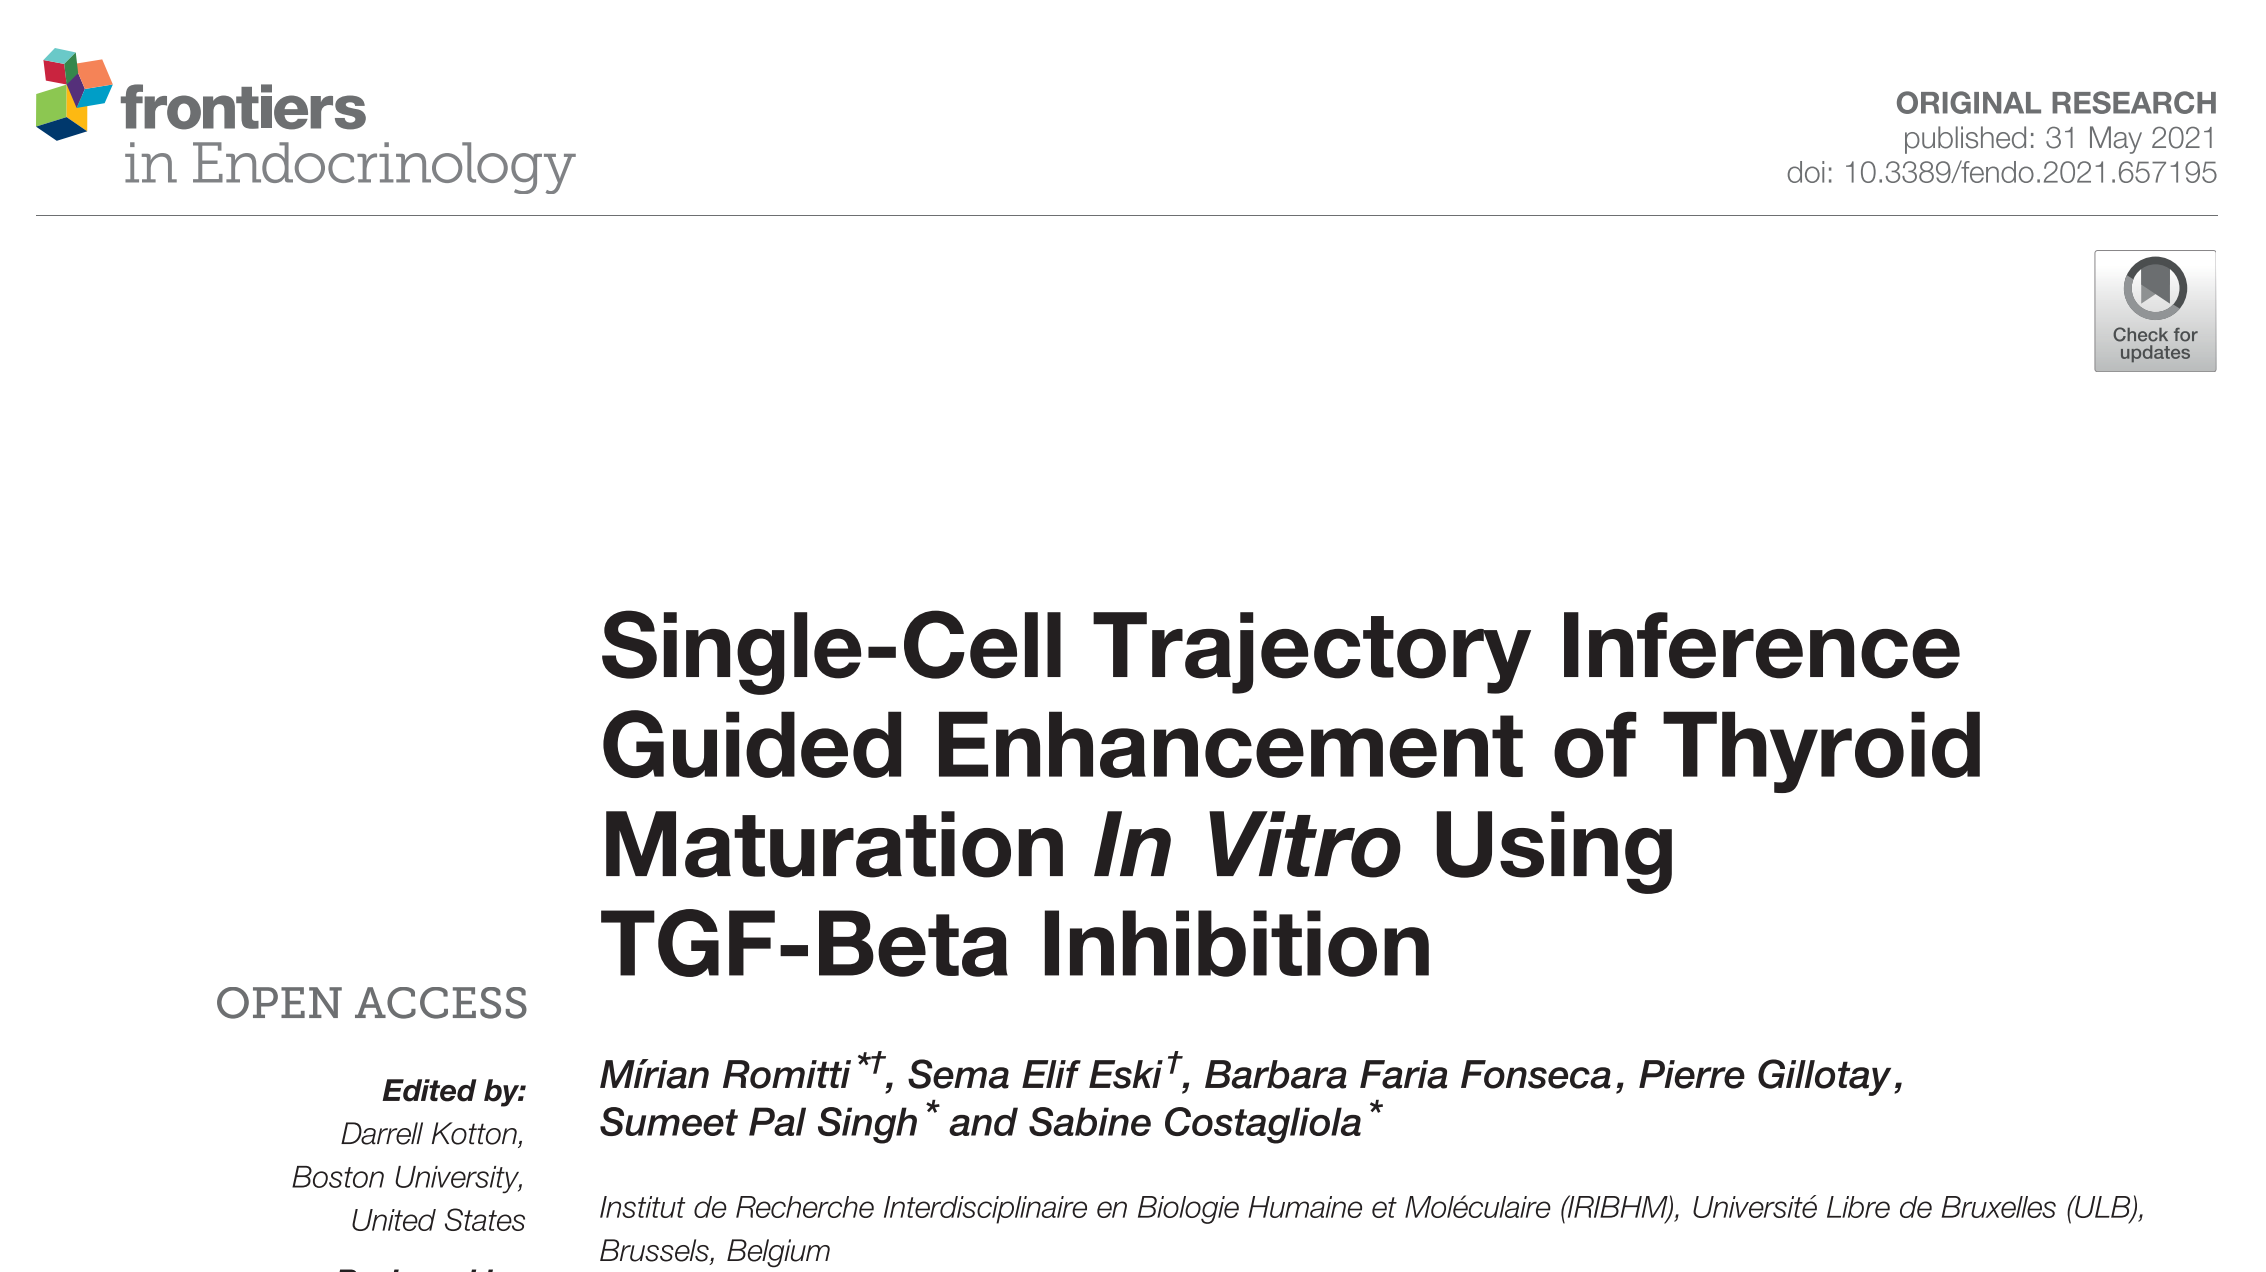 frontiers
in Endocrinology
ORIGINAL RESEARCH
published: 31 May 2021
doi: 10.3389/fendo.2021.657195
Check for
updates
Single-Cell Trajectory Inference
Guided Enhancement of Thyroid
Maturation In Vitro Using
TGF-Beta Inhibition
OPEN ACCESS
Edited by:
Darrell Kotton,
Boston University,
United States
Mírian Romitti*†, Sema Elif Eski†, Barbara Faria Fonseca, Pierre Gillotay,
Sumeet Pal Singh* and Sabine Costagliola*
Institut de Recherche Interdisciplinaire en Biologie Humaine et Moléculaire (IRIBHM), Université Libre de Bruxelles (ULB),
Brussels, Belgium